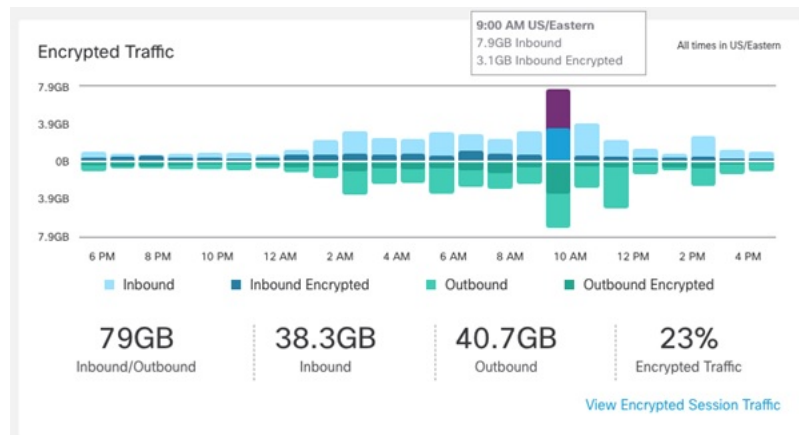 9:00 AM US/Eastern
7.9GB Inbound
3.1GB Inbound Encrypted
Encrypted Traffic
All times in US/Eastern
7.9GB
3.9GB
0B
3.9GB
7.9GB
6 PM 8 PM 10 PM 12 AM 2 AM 4 AM 6 AM 8 AM 10 AM 12 PM 2 PM 4 PM
Inbound Inbound Encrypted Outbound Outbound Encrypted
79GB 38.3GB 40.7GB 23%
Inbound/Outbound Inbound Outbound Encrypted Traffic
View Encrypted Session Traffic